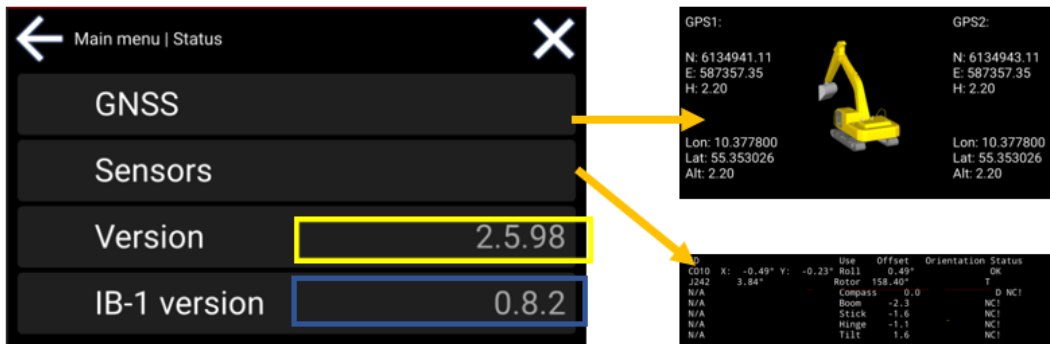 Main menu | Status
GNSS
Sensors
Version 2.5.98
IB-1 version 0.8.2
GPS1:
N: 6134941.11
E: 587357.35
H: 2.20
Lon: 10.377800
Lat: 55.353026
Alt: 2.20
GPS2:
N: 6134943.11
E: 587357.35
H: 2.20
Lon: 10.377800
Lat: 55.353026
Alt: 2.20
Use Offset Orientation Status
C010 X: -0.49° Y: -0.23° Roll 0.49° OK
J242 3.84° Rotor 158.40° T
N/A Compass 0.0 D NC!
N/A Boom -2.3 NC!
N/A Stick -1.6 NC!
N/A Hinge -1.1 NC!
N/A Tilt 1.6 NC!